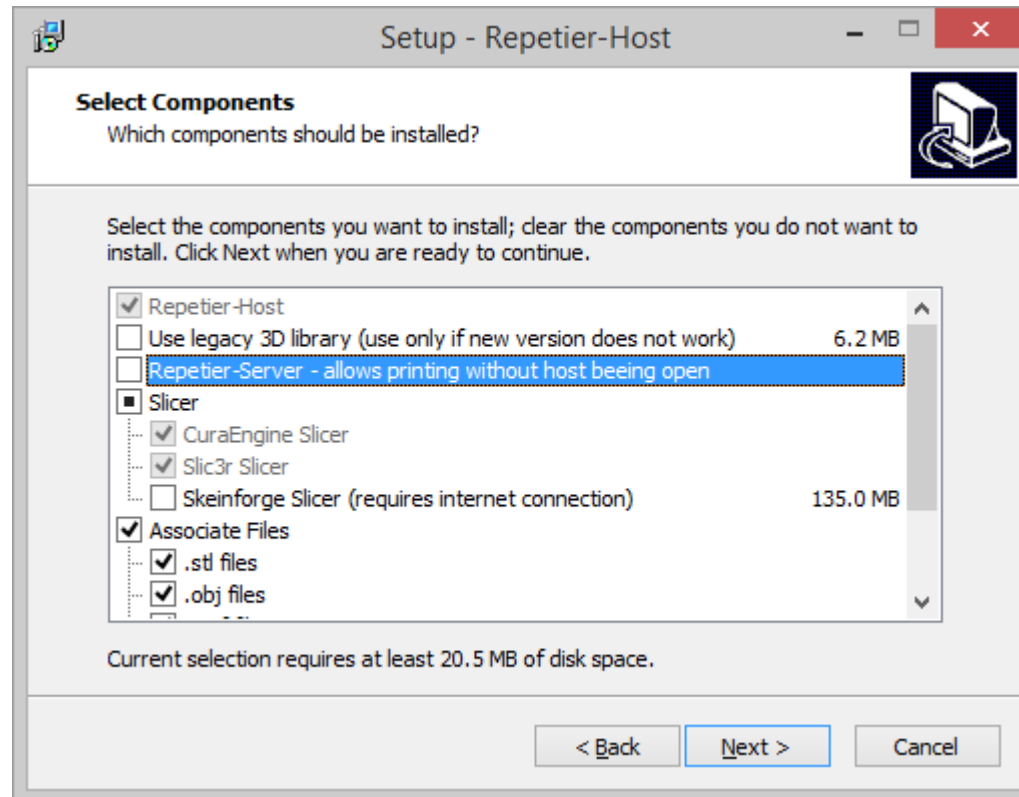 Setup - Repetier-Host
Select Components
Which components should be installed?
Select the components you want to install; clear the components you do not want to
install. Click Next when you are ready to continue.
Repetier-Host
Use legacy 3D library (use only if new version does not work) 6.2 MB
Repetier-Server - allows printing without host beeing open
Slicer
CuraEngine Slicer
Slic3r Slicer
Skeinforge Slicer (requires internet connection) 135.0 MB
Associate Files
.stl files
.obj files
Current selection requires at least 20.5 MB of disk space.
< Back Next > Cancel